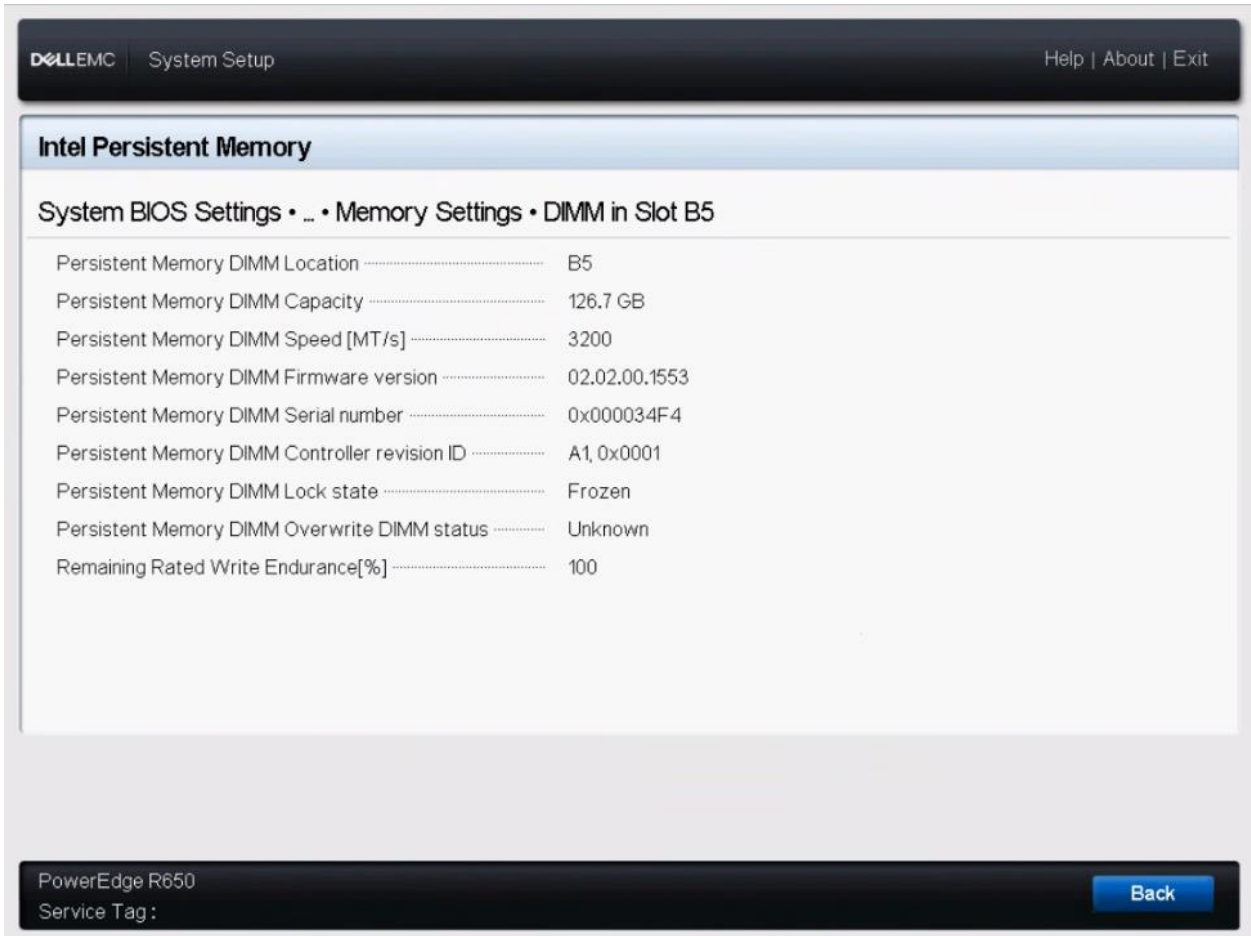 DELLEMC System Setup Help | About | Exit
Intel Persistent Memory
System BIOS Settings • ... • Memory Settings • DIMM in Slot B5
Persistent Memory DIMM Location B5
Persistent Memory DIMM Capacity 126.7 GB
Persistent Memory DIMM Speed [MT/s] 3200
Persistent Memory DIMM Firmware version 02.02.00.1553
Persistent Memory DIMM Serial number 0x000034F4
Persistent Memory DIMM Controller revision ID A1, 0x0001
Persistent Memory DIMM Lock state Frozen
Persistent Memory DIMM Overwrite DIMM status Unknown
Remaining Rated Write Endurance[%] 100
PowerEdge R650
Service Tag :
Back